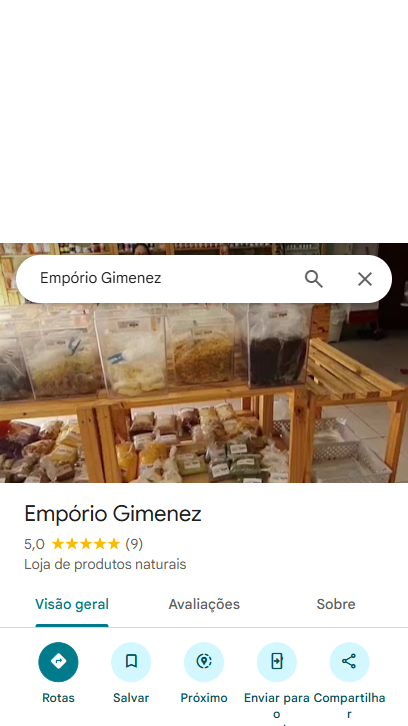 Empório Gimenez
Empório Gimenez
5,0 (9)
Loja de produtos naturais
Visão geral Avaliações Sobre
Rotas Salvar Próximo Enviar para o Compartilhar